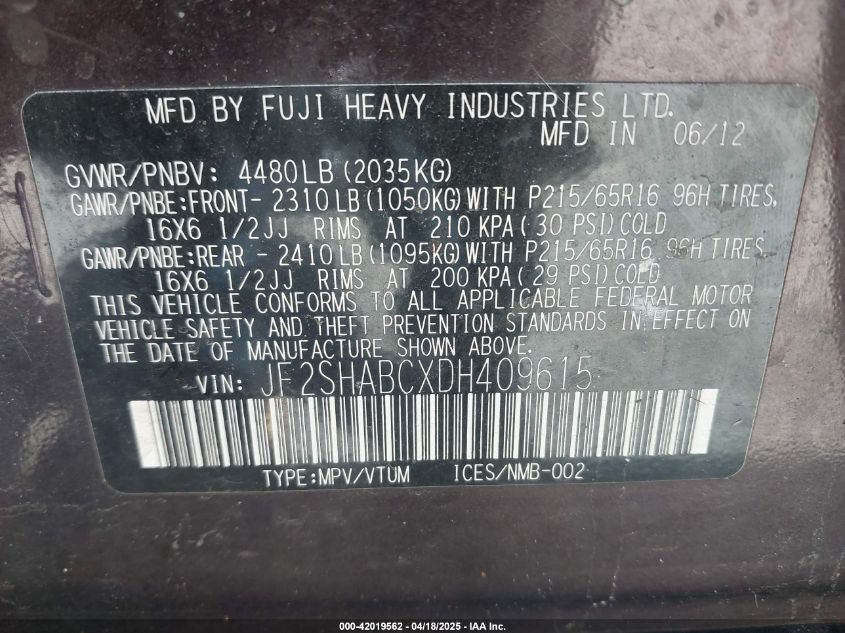 MFD BY FUJI HEAVY INDUSTRIES LTD.
MFD IN 06/12
GVWR/PNBV: 4480LB(2035KG)
GAWR/PNBE:FRONT- 2310LB(1050KG)WITH P215/65R16 96H TIRES,
16X6 1/2JJ RIMS AT 210 KPA(30 PSI)COLD
GAWR/PNBE:REAR - 2410LB(1095KG)WITH P215/65R16 96H TIRES,
16X6 1/2JJ RIMS AT 200 KPA(29 PSI)COLD
THIS VEHICLE CONFORMS TO ALL APPLICABLE FEDERAL MOTOR
VEHICLE SAFETY AND THEFT PREVENTION STANDARDS IN EFFECT ON
THE DATE OF MANUFACTURE SHOWN ABOVE.
VIN: JF2SHABCXDH409615
TYPE:MPV/VTUM ICES/NMB-002
000-42019562 - 04/18/2025 - IAA Inc.